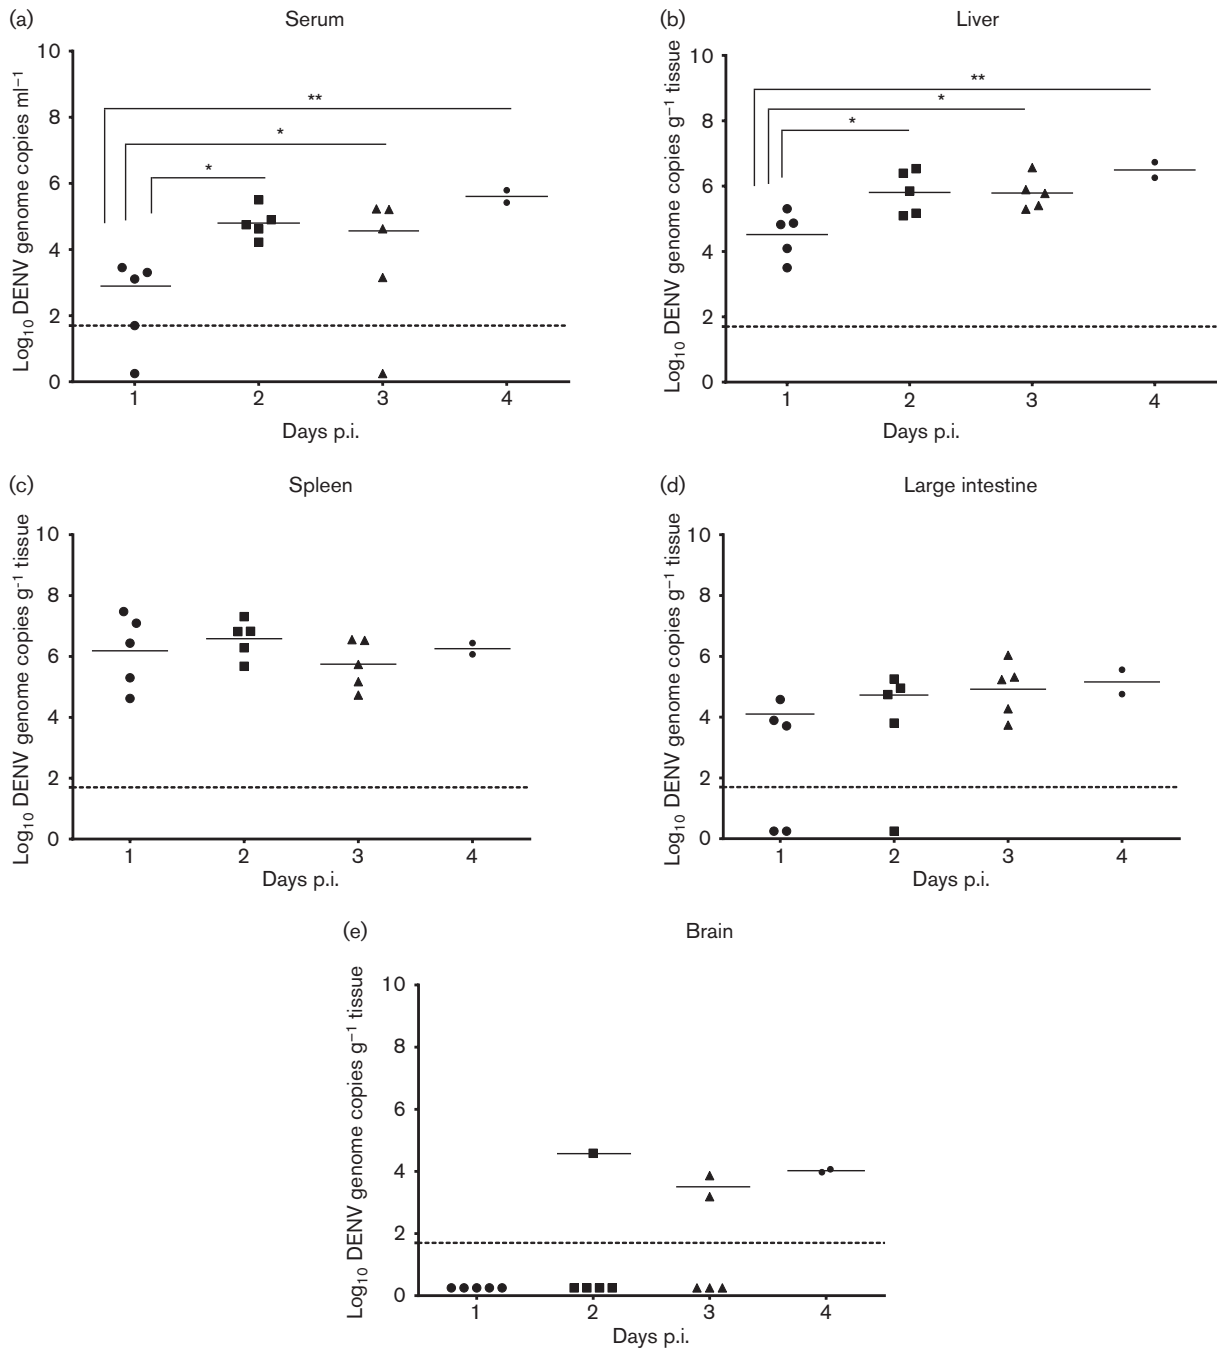 (a)
Serum
Log₁₀ DENV genome copies ml⁻¹
10
8
6
4
2
0
**
*
*
1 2 3 4
Days p.i.
(b)
Liver
Log₁₀ DENV genome copies g⁻¹ tissue
10
8
6
4
2
0
**
*
*
1 2 3 4
Days p.i.
(c)
Spleen
Log₁₀ DENV genome copies g⁻¹ tissue
10
8
6
4
2
0
1 2 3 4
Days p.i.
(d)
Large intestine
Log₁₀ DENV genome copies g⁻¹ tissue
10
8
6
4
2
0
1 2 3 4
Days p.i.
(e)
Brain
Log₁₀ DENV genome copies g⁻¹ tissue
10
8
6
4
2
0
1 2 3 4
Days p.i.